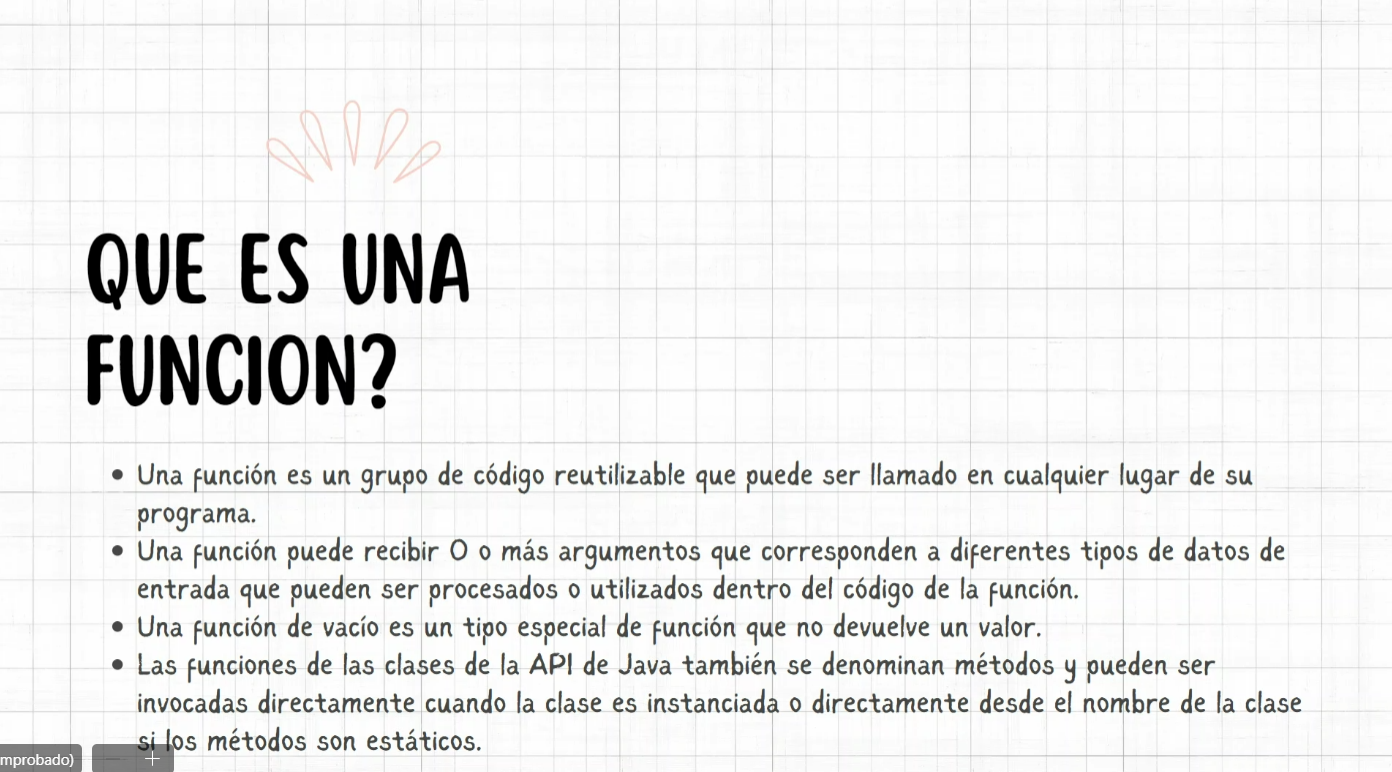 QUE ES UNA
FUNCION?
• Una función es un grupo de código reutilizable que puede ser llamado en cualquier lugar de su
programa.
• Una función puede recibir 0 o más argumentos que corresponden a diferentes tipos de datos de
entrada que pueden ser procesados o utilizados dentro del código de la función.
• Una función de vacío es un tipo especial de función que no devuelve un valor.
• Las funciones de las clases de la API de Java también se denominan métodos y pueden ser
invocadas directamente cuando la clase es instanciada o directamente desde el nombre de la clase
si los métodos son estáticos.
mprobado)